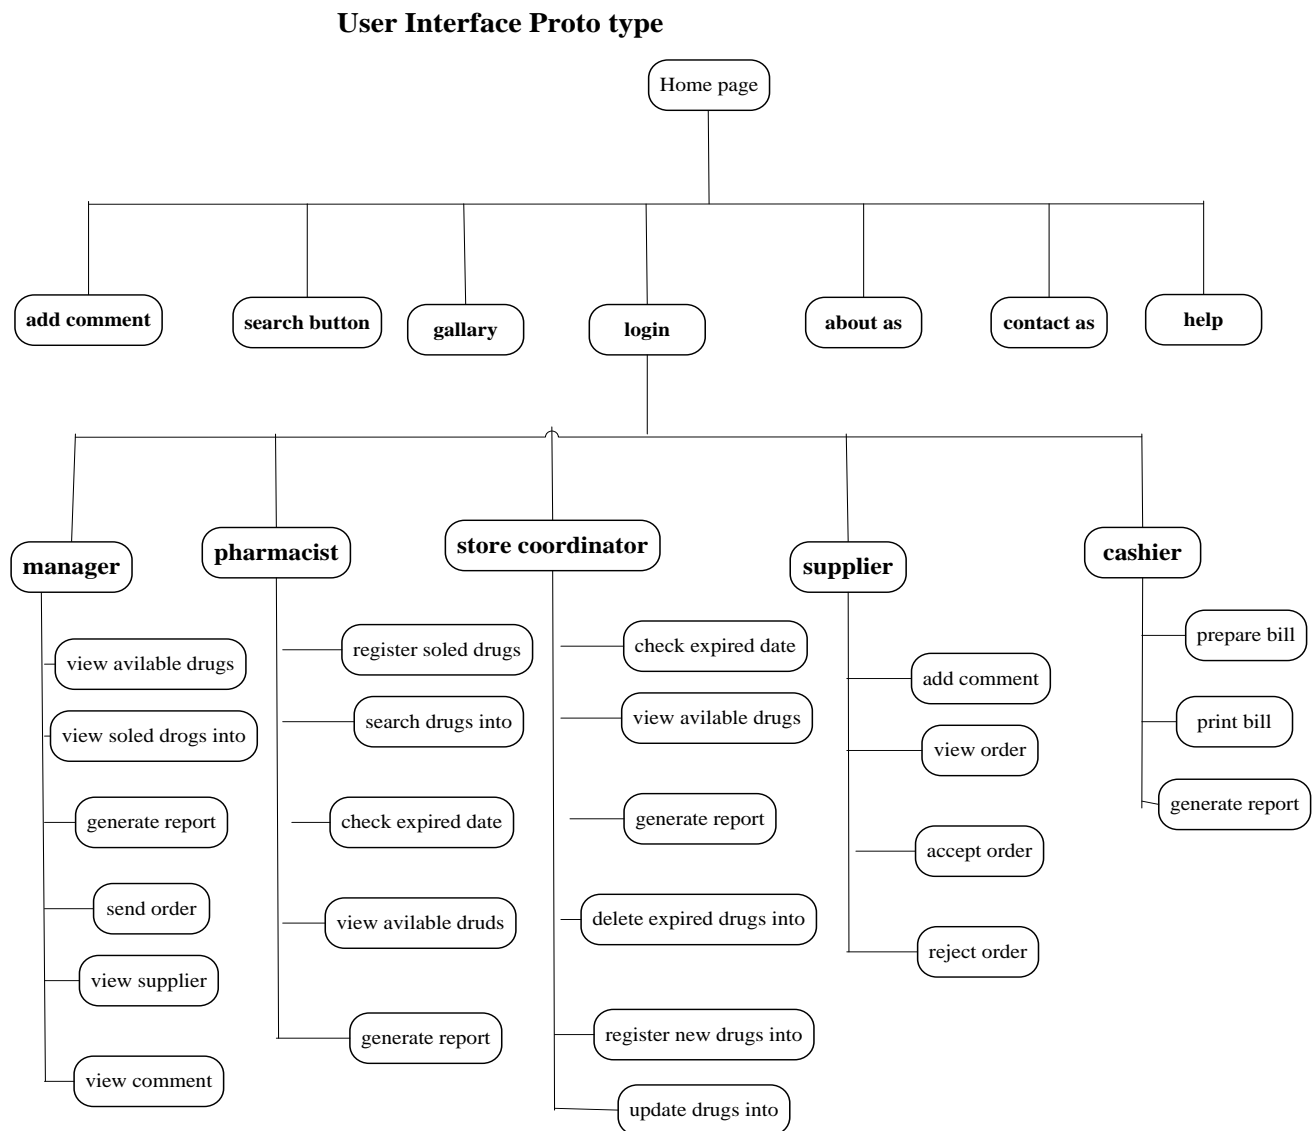 User Interface Proto type
Home page
add comment
search button
gallary
login
about as
contact as
help
manager
pharmacist
store coordinator
supplier
cashier
view avilable drugs
view soled drogs into
generate report
send order
view supplier
view comment
register soled drugs
search drugs into
check expired date
view avilable druds
generate report
check expired date
view avilable drugs
generate report
delete expired drugs into
register new drugs into
update drugs into
add comment
view order
accept order
reject order
prepare bill
print bill
generate report